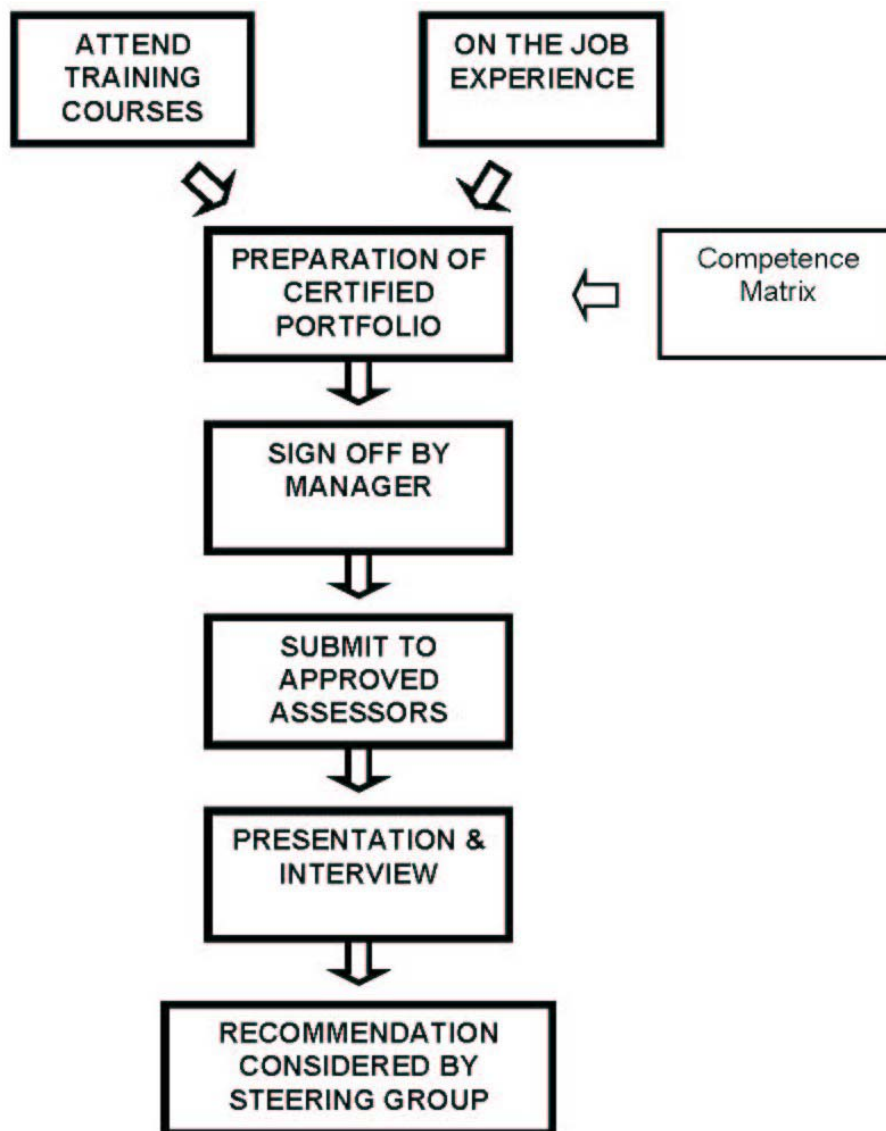 ATTEND
TRAINING
COURSES
ON THE JOB
EXPERIENCE
PREPARATION OF
CERTIFIED
PORTFOLIO
Competence
Matrix
SIGN OFF BY
MANAGER
SUBMIT TO
APPROVED
ASSESSORS
PRESENTATION &
INTERVIEW
RECOMMENDATION
CONSIDERED BY
STEERING GROUP